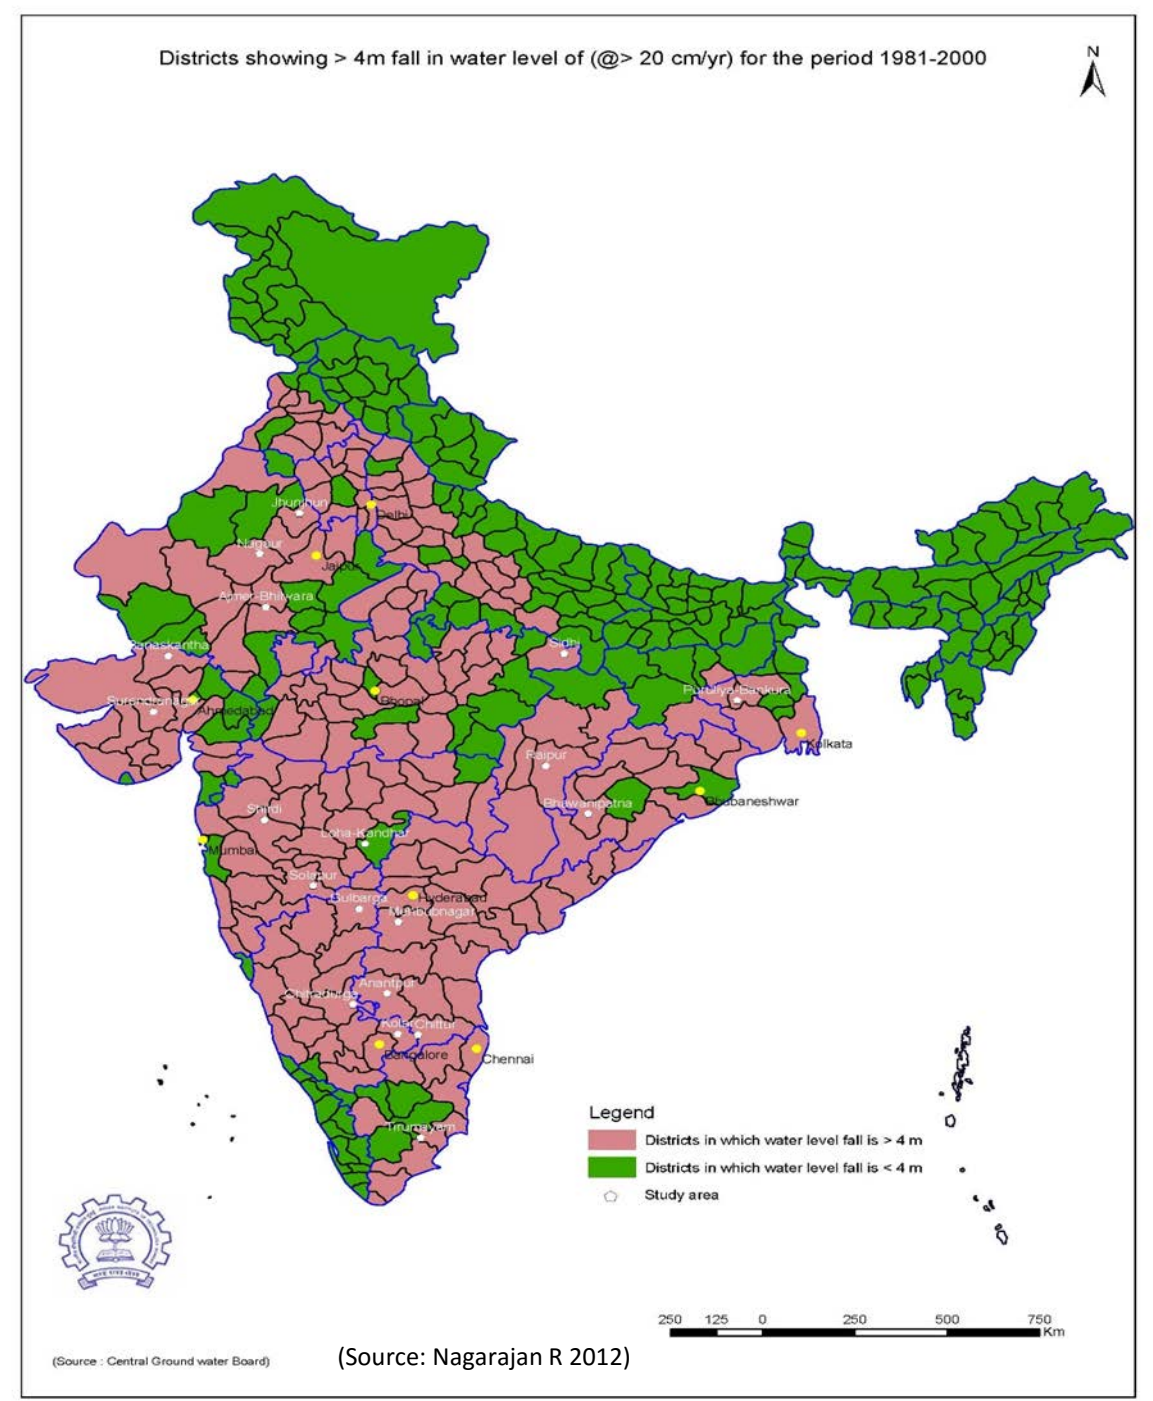 Districts showing > 4m fall in water level of (@> 20 cm/yr) for the period 1981-2000
N
Jhunjhun
Delhi
Nagaur
Jaipur
Ajmer-Bhilwara
Banaskantha
Sidhi
Surendranagar
Ahmedabad
Bhopal
Puruliya-Bankura
Kolkata
Raipur
Bhawanipatna
Bhubaneshwar
Shirdi
Loha-Kandhar
Mumbai
Solapur
Gulbarga
Hyderabad
Mehbubnagar
Anantpur
Chitradurga
Kolar
Chittur
Bangalore
Chennai
Tirumayam
Legend
Districts in which water level fall is > 4 m
Districts in which water level fall is < 4 m
Study area
250 125 0 250 500 750
Km
(Source : Central Ground water Board)
(Source: Nagarajan R 2012)